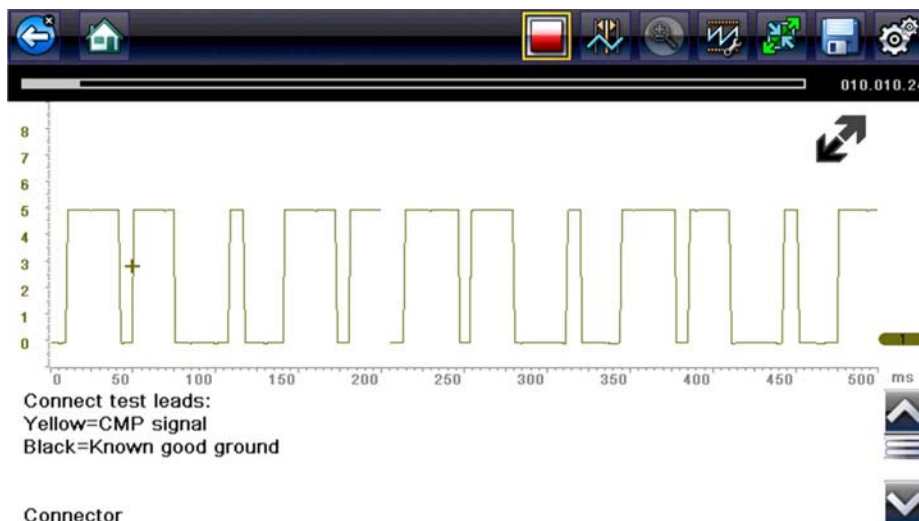 010.010.24
8
7
6
5
4
3
2
1
0
1
0 50 100 150 200 250 300 350 400 450 500 ms
Connect test leads:
Yellow=CMP signal
Black=Known good ground
Connector